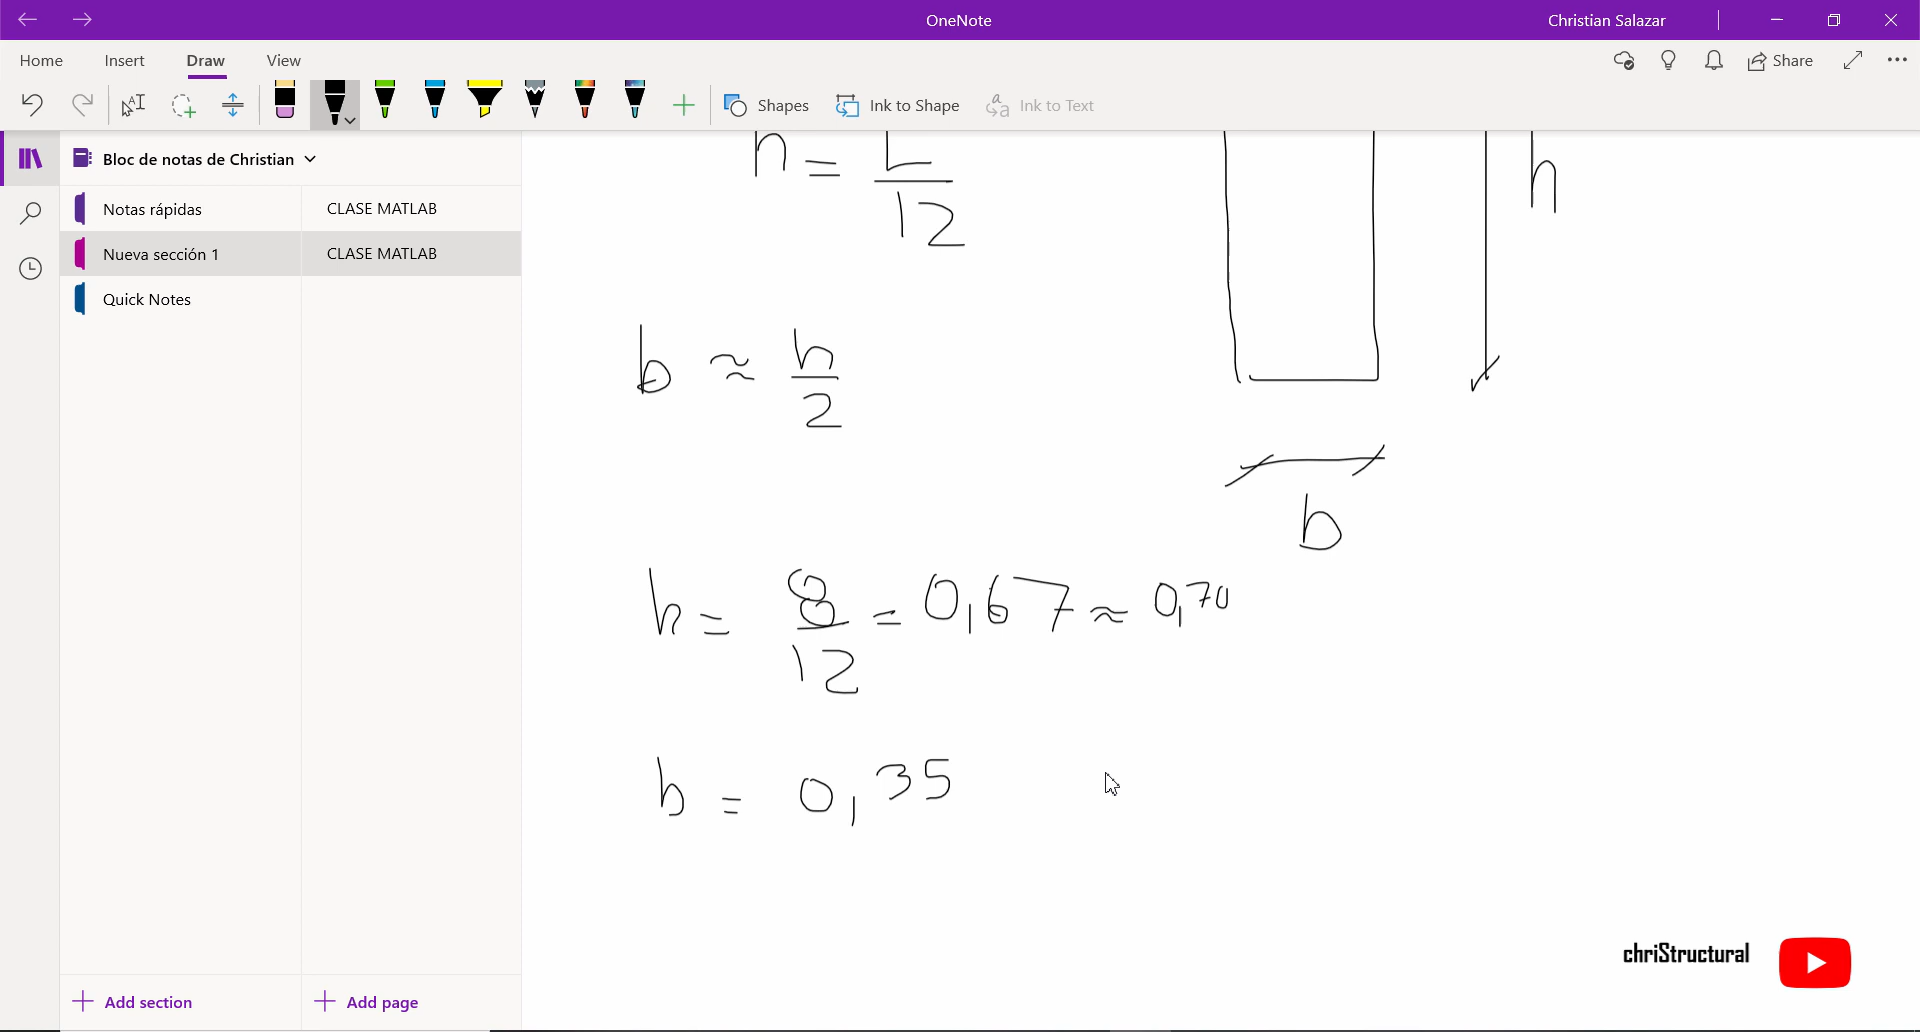 OneNote
Christian Salazar
Home Insert Draw View
Share
Shapes Ink to Shape Ink to Text
Bloc de notas de Christian
Notas rápidas
Nueva sección 1
Quick Notes
CLASE MATLAB
CLASE MATLAB
h = L/12
h
b ≈ h/2
b
h = 8/12 = 0,67 ≈ 0,70
b = 0,35
chriStructural
Add section
Add page